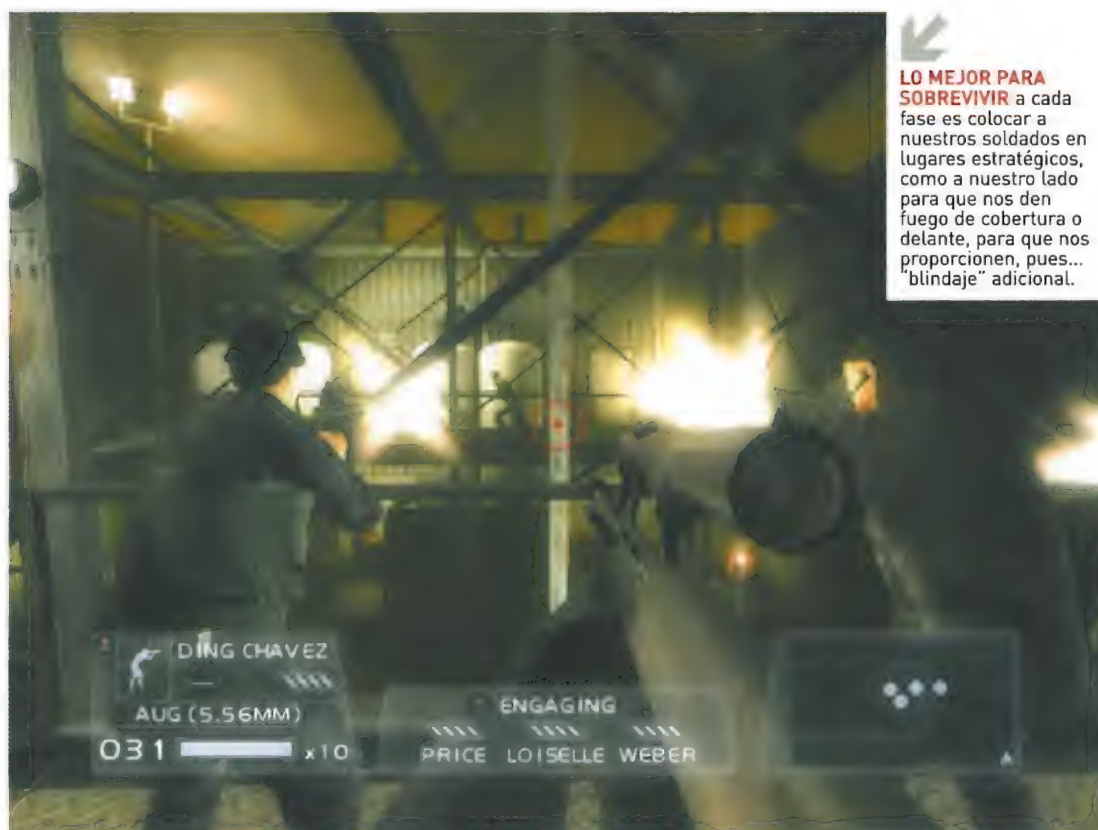 LO MEJOR PARA
SOBREVIVIR a cada
fase es colocar a
nuestros soldados en
lugares estratégicos,
como a nuestro lado
para que nos den
fuego de cobertura o
delante, para que nos
proporcionen, pues...
"blindaje" adicional.
DING CHAVEZ
AUG (5.56MM)
031 x10
ENGAGING
PRICE LOISELLE WEBER